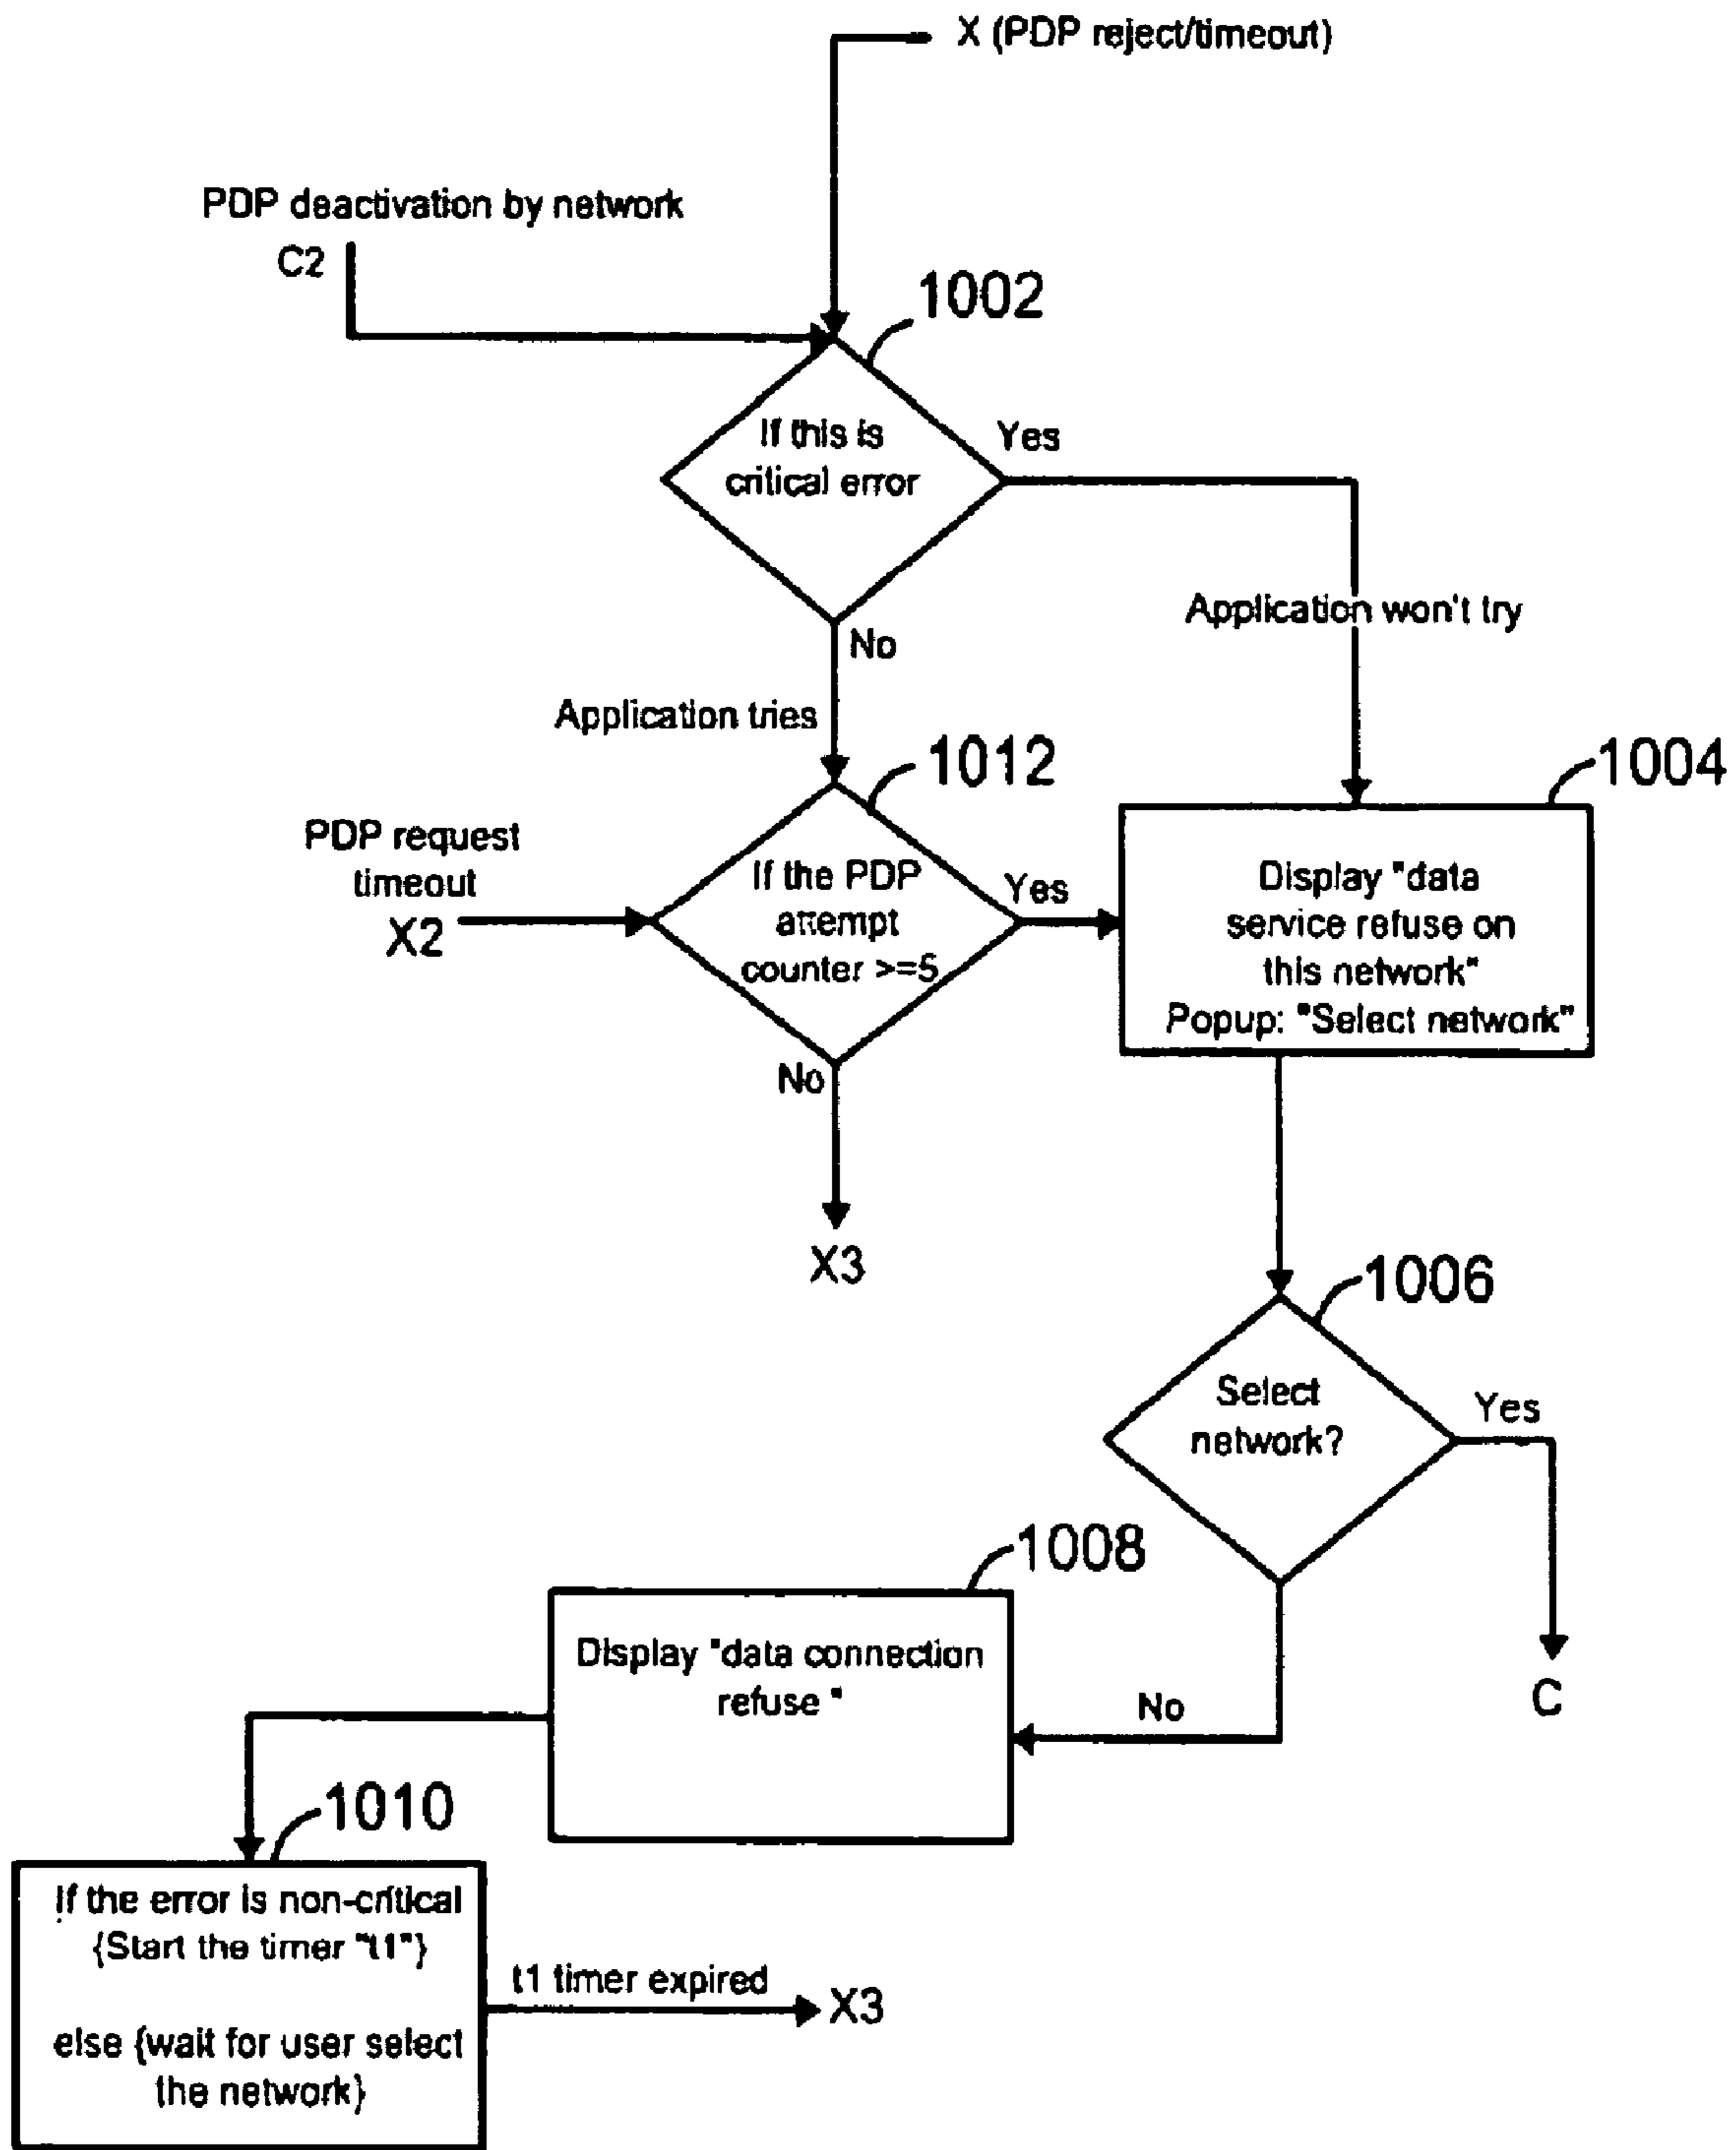 X (PDP reject/timeout)
PDP deactivation by network
C2
1002
If this is
critical error
Yes
Application won't try
No
Application tries
1012
1004
PDP request
timeout
X2
If the PDP
attempt
counter >=5
Yes
Display "data
service refuse on
this network"
Popup: "Select network"
No
X3
1006
Select
network?
Yes
1008
Display "data connection
refuse "
No
C
1010
If the error is non-critical
{Start the timer "t1"}
else {wait for user select
the network}
t1 timer expired
X3